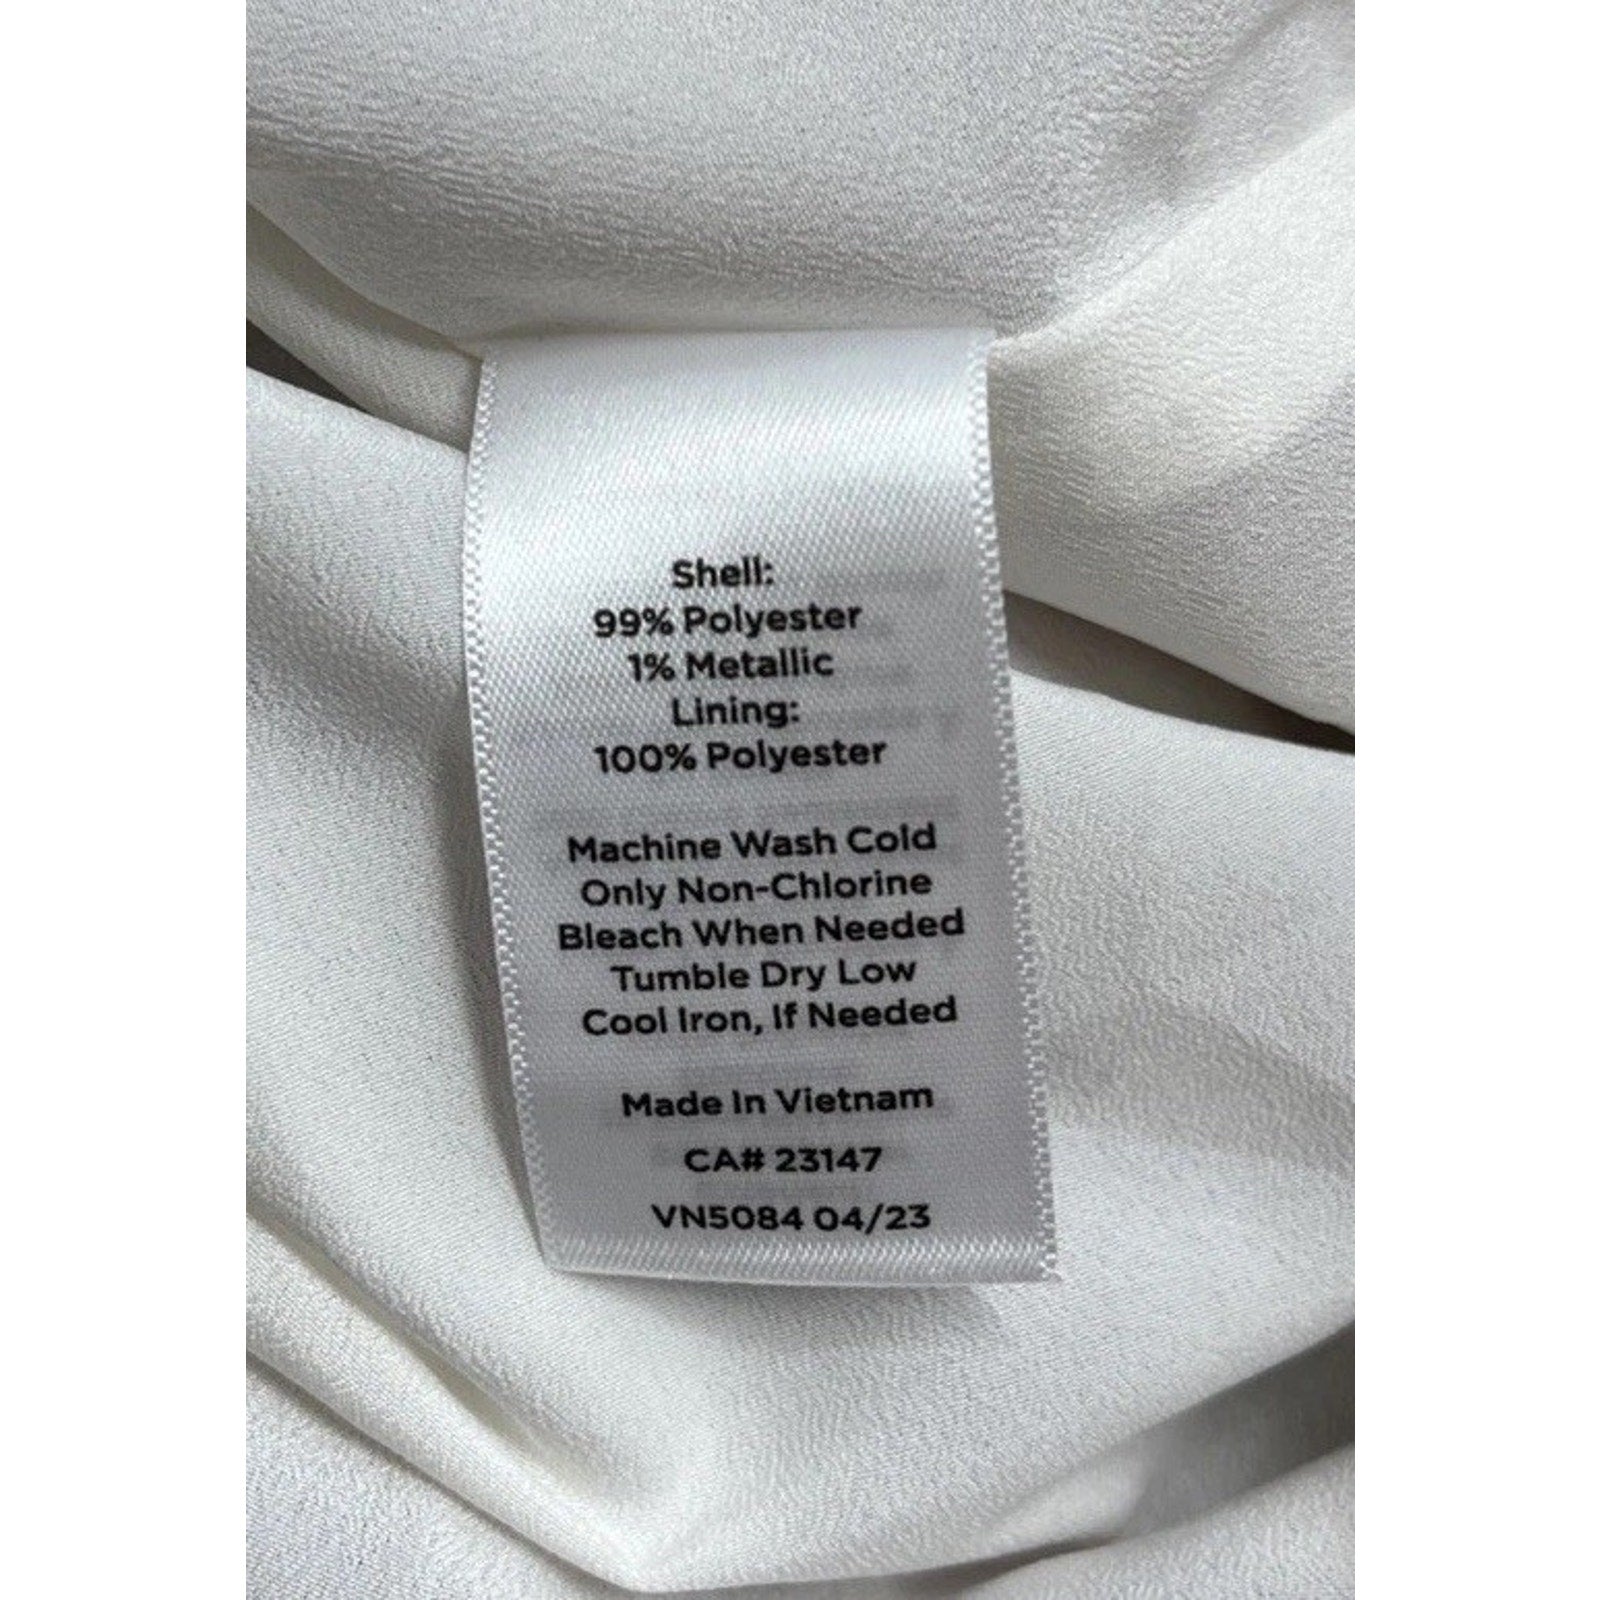 Shell:
99% Polyester
1% Metallic
Lining:
100% Polyester
Machine Wash Cold
Only Non-Chlorine
Bleach When Needed
Tumble Dry Low
Cool Iron, If Needed
Made In Vietnam
CA# 23147
VN5084 04/23